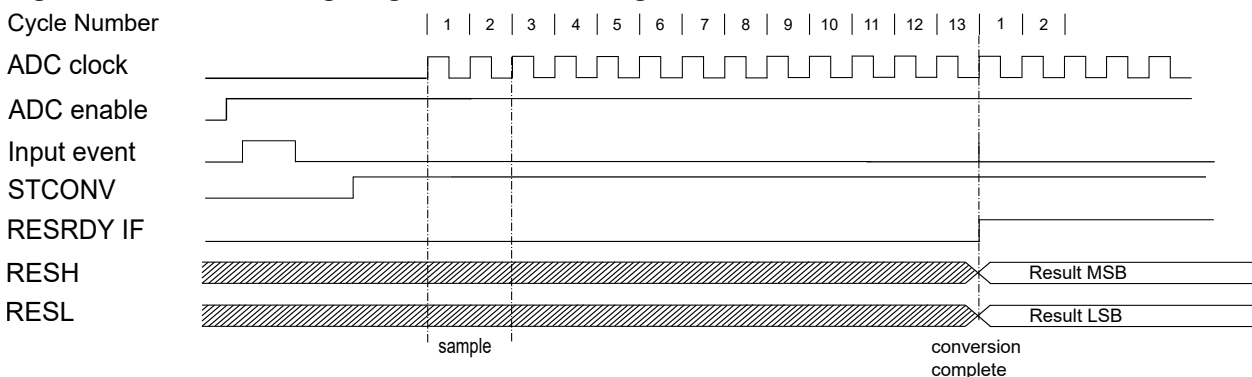 Cycle Number 1 2 3 4 5 6 7 8 9 10 11 12 13 1 2
ADC clock
ADC enable
Input event
STCONV
RESRDY IF
RESH Result MSB
RESL Result LSB
sample conversion
complete